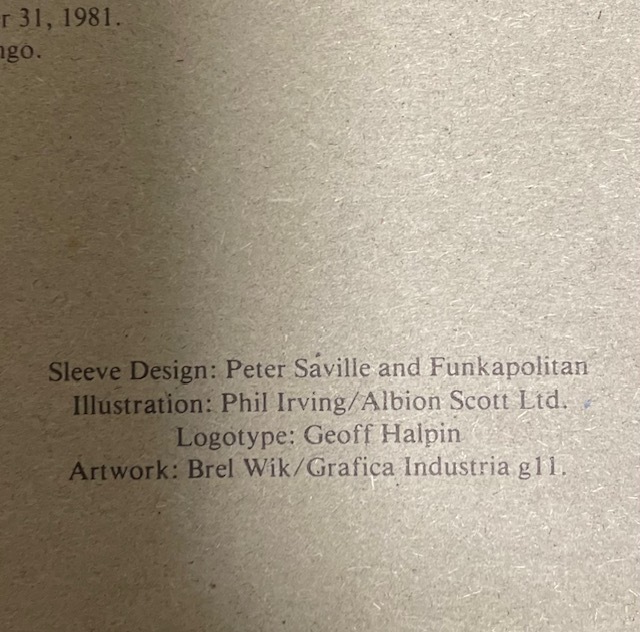 r 31, 1981.
ngo.
Sleeve Design: Peter Saville and Funkapolitan
Illustration: Phil Irving/Albion Scott Ltd.
Logotype: Geoff Halpin
Artwork: Brel Wik/Grafica Industria g11.